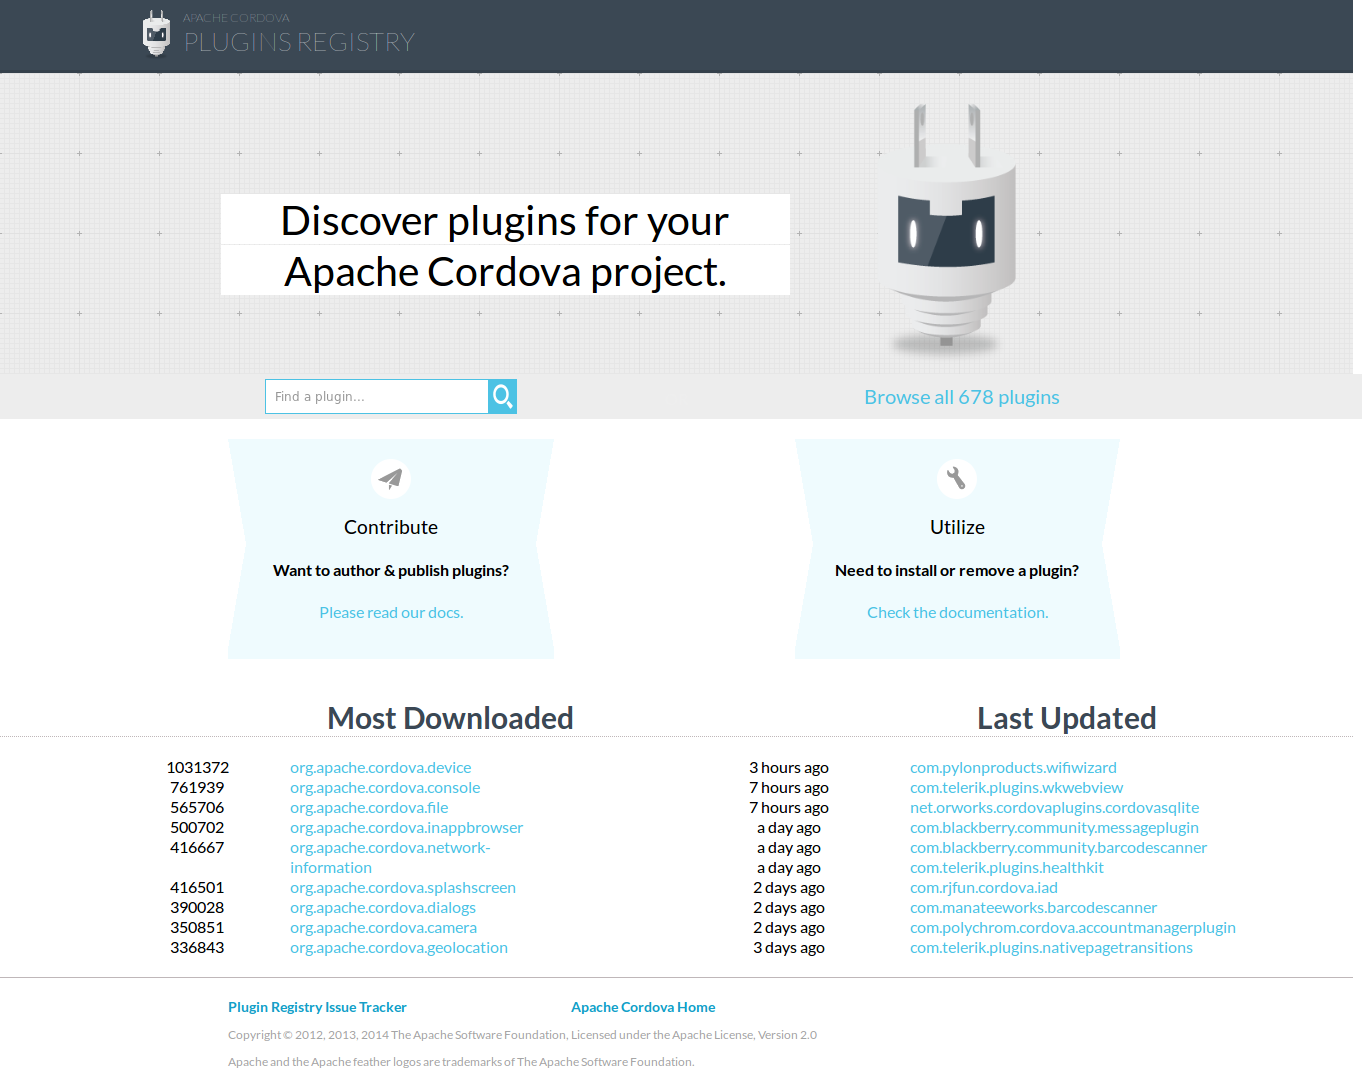 APACHE CORDOVA
PLUGINS REGISTRY
Discover plugins for your
Apache Cordova project.
Find a plugin...
Browse all 678 plugins
Contribute
Want to author & publish plugins?
Please read our docs.
Utilize
Need to install or remove a plugin?
Check the documentation.
Most Downloaded
1031372 org.apache.cordova.device
761939 org.apache.cordova.console
565706 org.apache.cordova.file
500702 org.apache.cordova.inappbrowser
416667 org.apache.cordova.network-
information
416501 org.apache.cordova.splashscreen
390028 org.apache.cordova.dialogs
350851 org.apache.cordova.camera
336843 org.apache.cordova.geolocation
Last Updated
3 hours ago com.pylonproducts.wifiwizard
7 hours ago com.telerik.plugins.wkwebview
7 hours ago net.orworks.cordovaplugins.cordovasqlite
a day ago com.blackberry.community.messageplugin
a day ago com.blackberry.community.barcodescanner
a day ago com.telerik.plugins.healthkit
2 days ago com.rjfun.cordova.iad
2 days ago com.manateeworks.barcodescanner
2 days ago com.polychrom.cordova.accountmanagerplugin
3 days ago com.telerik.plugins.nativepagetransitions
Plugin Registry Issue Tracker
Apache Cordova Home
Copyright © 2012, 2013, 2014 The Apache Software Foundation, Licensed under the Apache License, Version 2.0
Apache and the Apache feather logos are trademarks of The Apache Software Foundation.